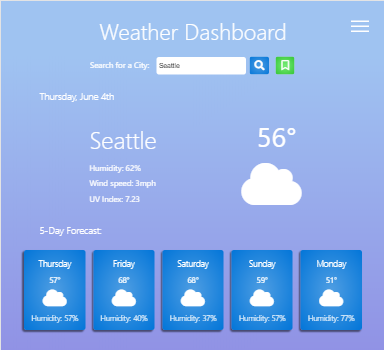 Weather Dashboard
Search for a City: Seattle
Thursday, June 4th
Seattle
56°
Humidity: 62%
Wind speed: 3mph
UV Index: 7.23
5-Day Forecast:
Thursday
57°
Humidity: 57%
Friday
68°
Humidity: 40%
Saturday
68°
Humidity: 37%
Sunday
59°
Humidity: 57%
Monday
51°
Humidity: 77%